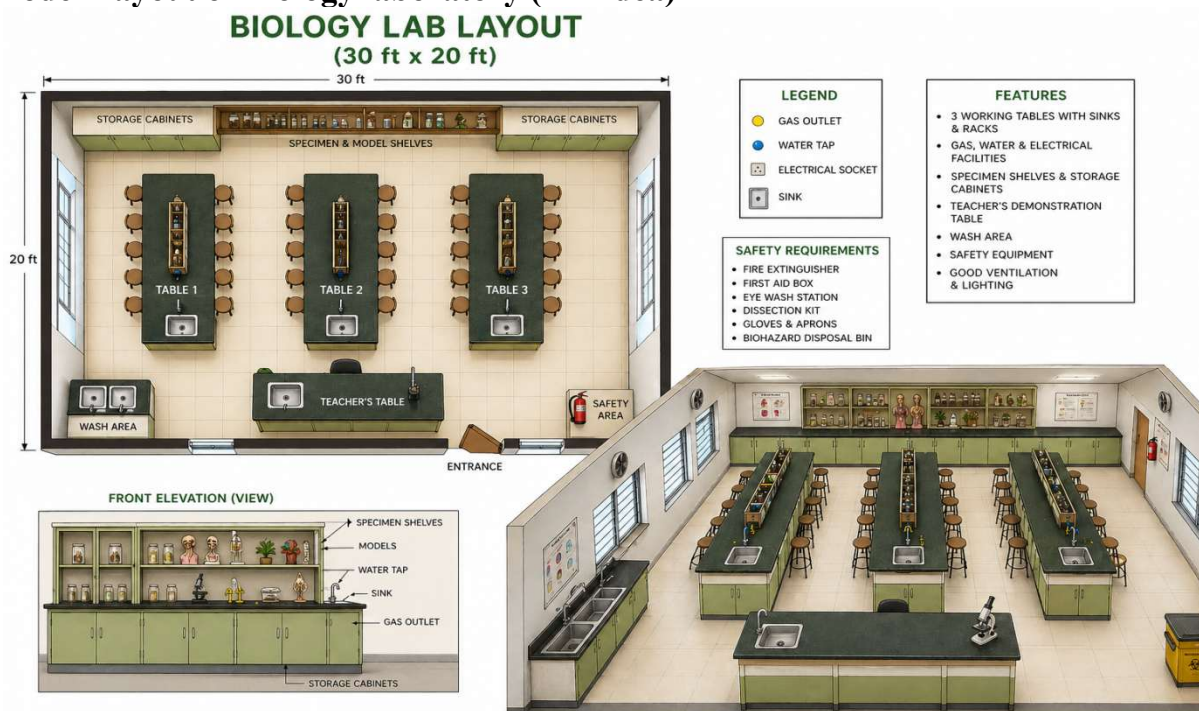 BIOLOGY LAB LAYOUT
(30 ft x 20 ft)
30 ft
20 ft
STORAGE CABINETS
SPECIMEN & MODEL SHELVES
STORAGE CABINETS
TABLE 1
TABLE 2
TABLE 3
WASH AREA
TEACHER'S TABLE
SAFETY
AREA
ENTRANCE
LEGEND
GAS OUTLET
WATER TAP
ELECTRICAL SOCKET
SINK
FEATURES
• 3 WORKING TABLES WITH SINKS
& RACKS
• GAS, WATER & ELECTRICAL
FACILITIES
• SPECIMEN SHELVES & STORAGE
CABINETS
• TEACHER'S DEMONSTRATION
TABLE
• WASH AREA
• SAFETY EQUIPMENT
• GOOD VENTILATION
& LIGHTING
SAFETY REQUIREMENTS
• FIRE EXTINGUISHER
• FIRST AID BOX
• EYE WASH STATION
• DISSECTION KIT
• GLOVES & APRONS
• BIOHAZARD DISPOSAL BIN
FRONT ELEVATION (VIEW)
SPECIMEN SHELVES
MODELS
WATER TAP
SINK
GAS OUTLET
STORAGE CABINETS